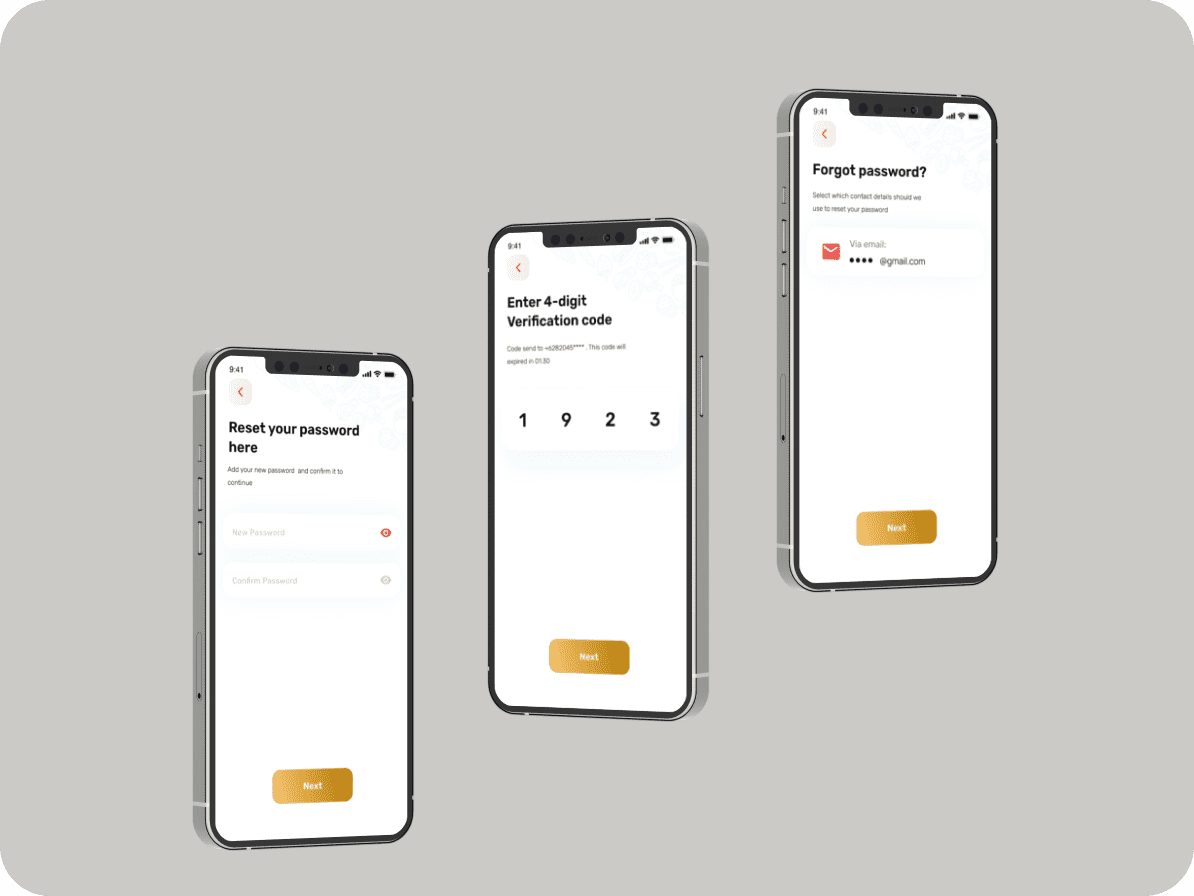 9:41
Reset your password
here
Add your new password and confirm it to
continue
New Password
Confirm Password
Next
9:41
Enter 4-digit
Verification code
Code send to +6282045**** . This code will
expired in 01:30
1 9 2 3
Next
9:41
Forgot password?
Select which contact details should we
use to reset your password
Via email:
•••• @gmail.com
Next